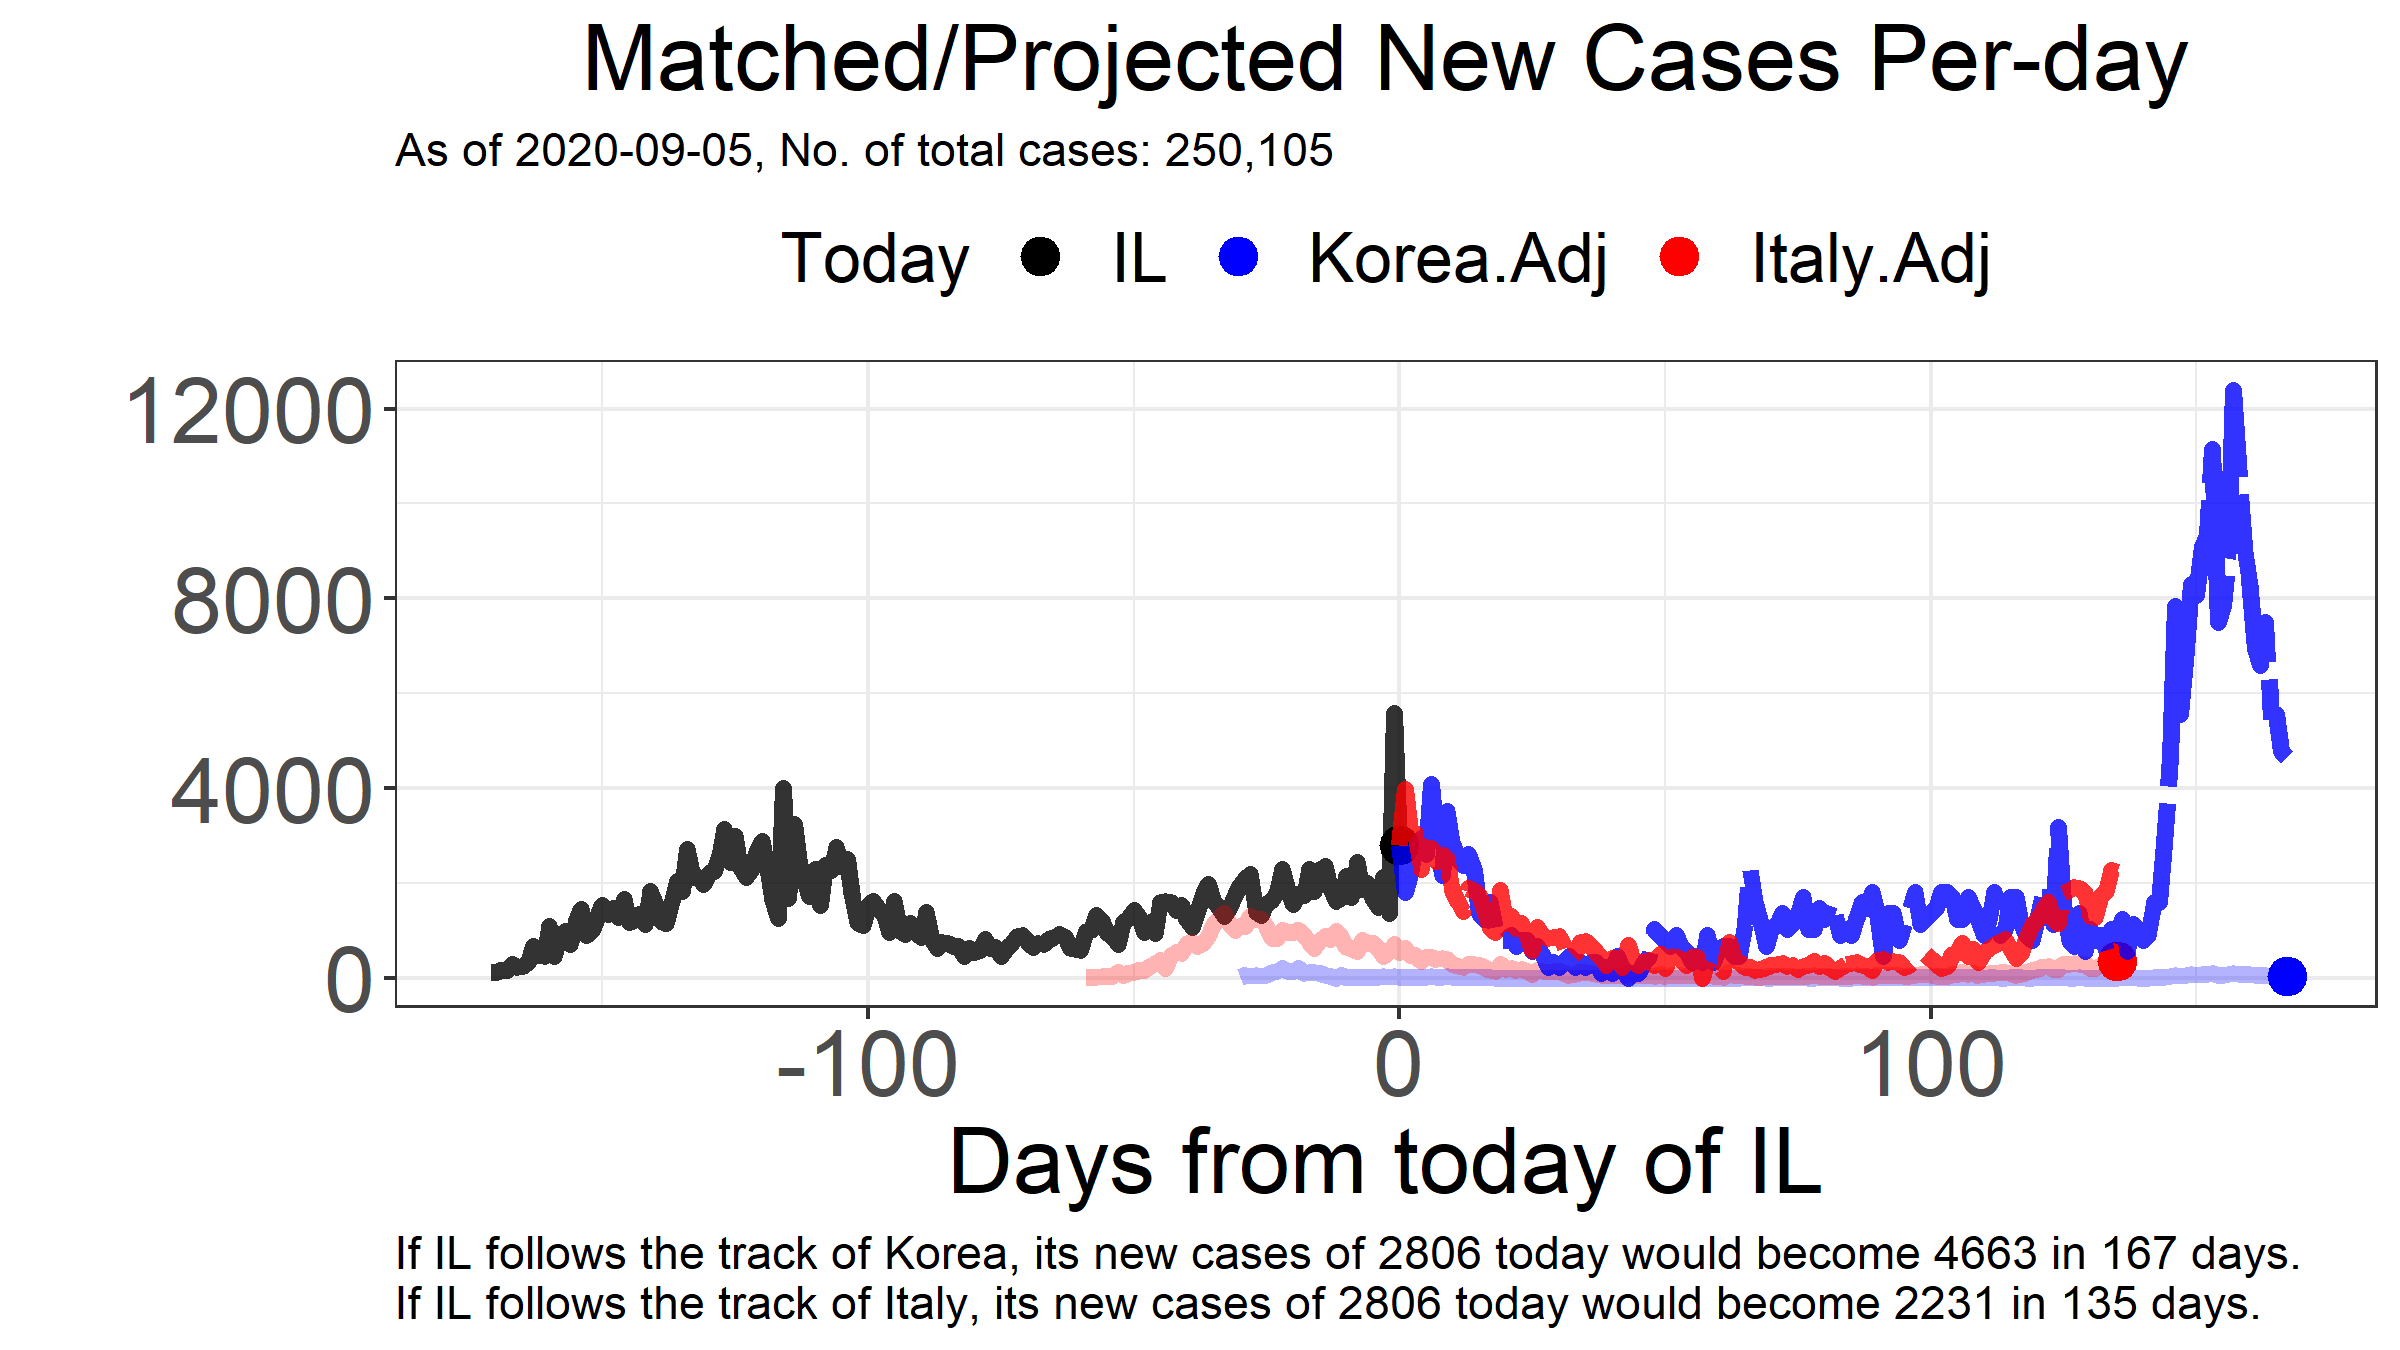 Matched/Projected New Cases Per-day
As of 2020-09-05, No. of total cases: 250,105
Today IL Korea.Adj Italy.Adj
12000
8000
4000
0
-100 0 100
Days from today of IL
If IL follows the track of Korea, its new cases of 2806 today would become 4663 in 167 days.
If IL follows the track of Italy, its new cases of 2806 today would become 2231 in 135 days.